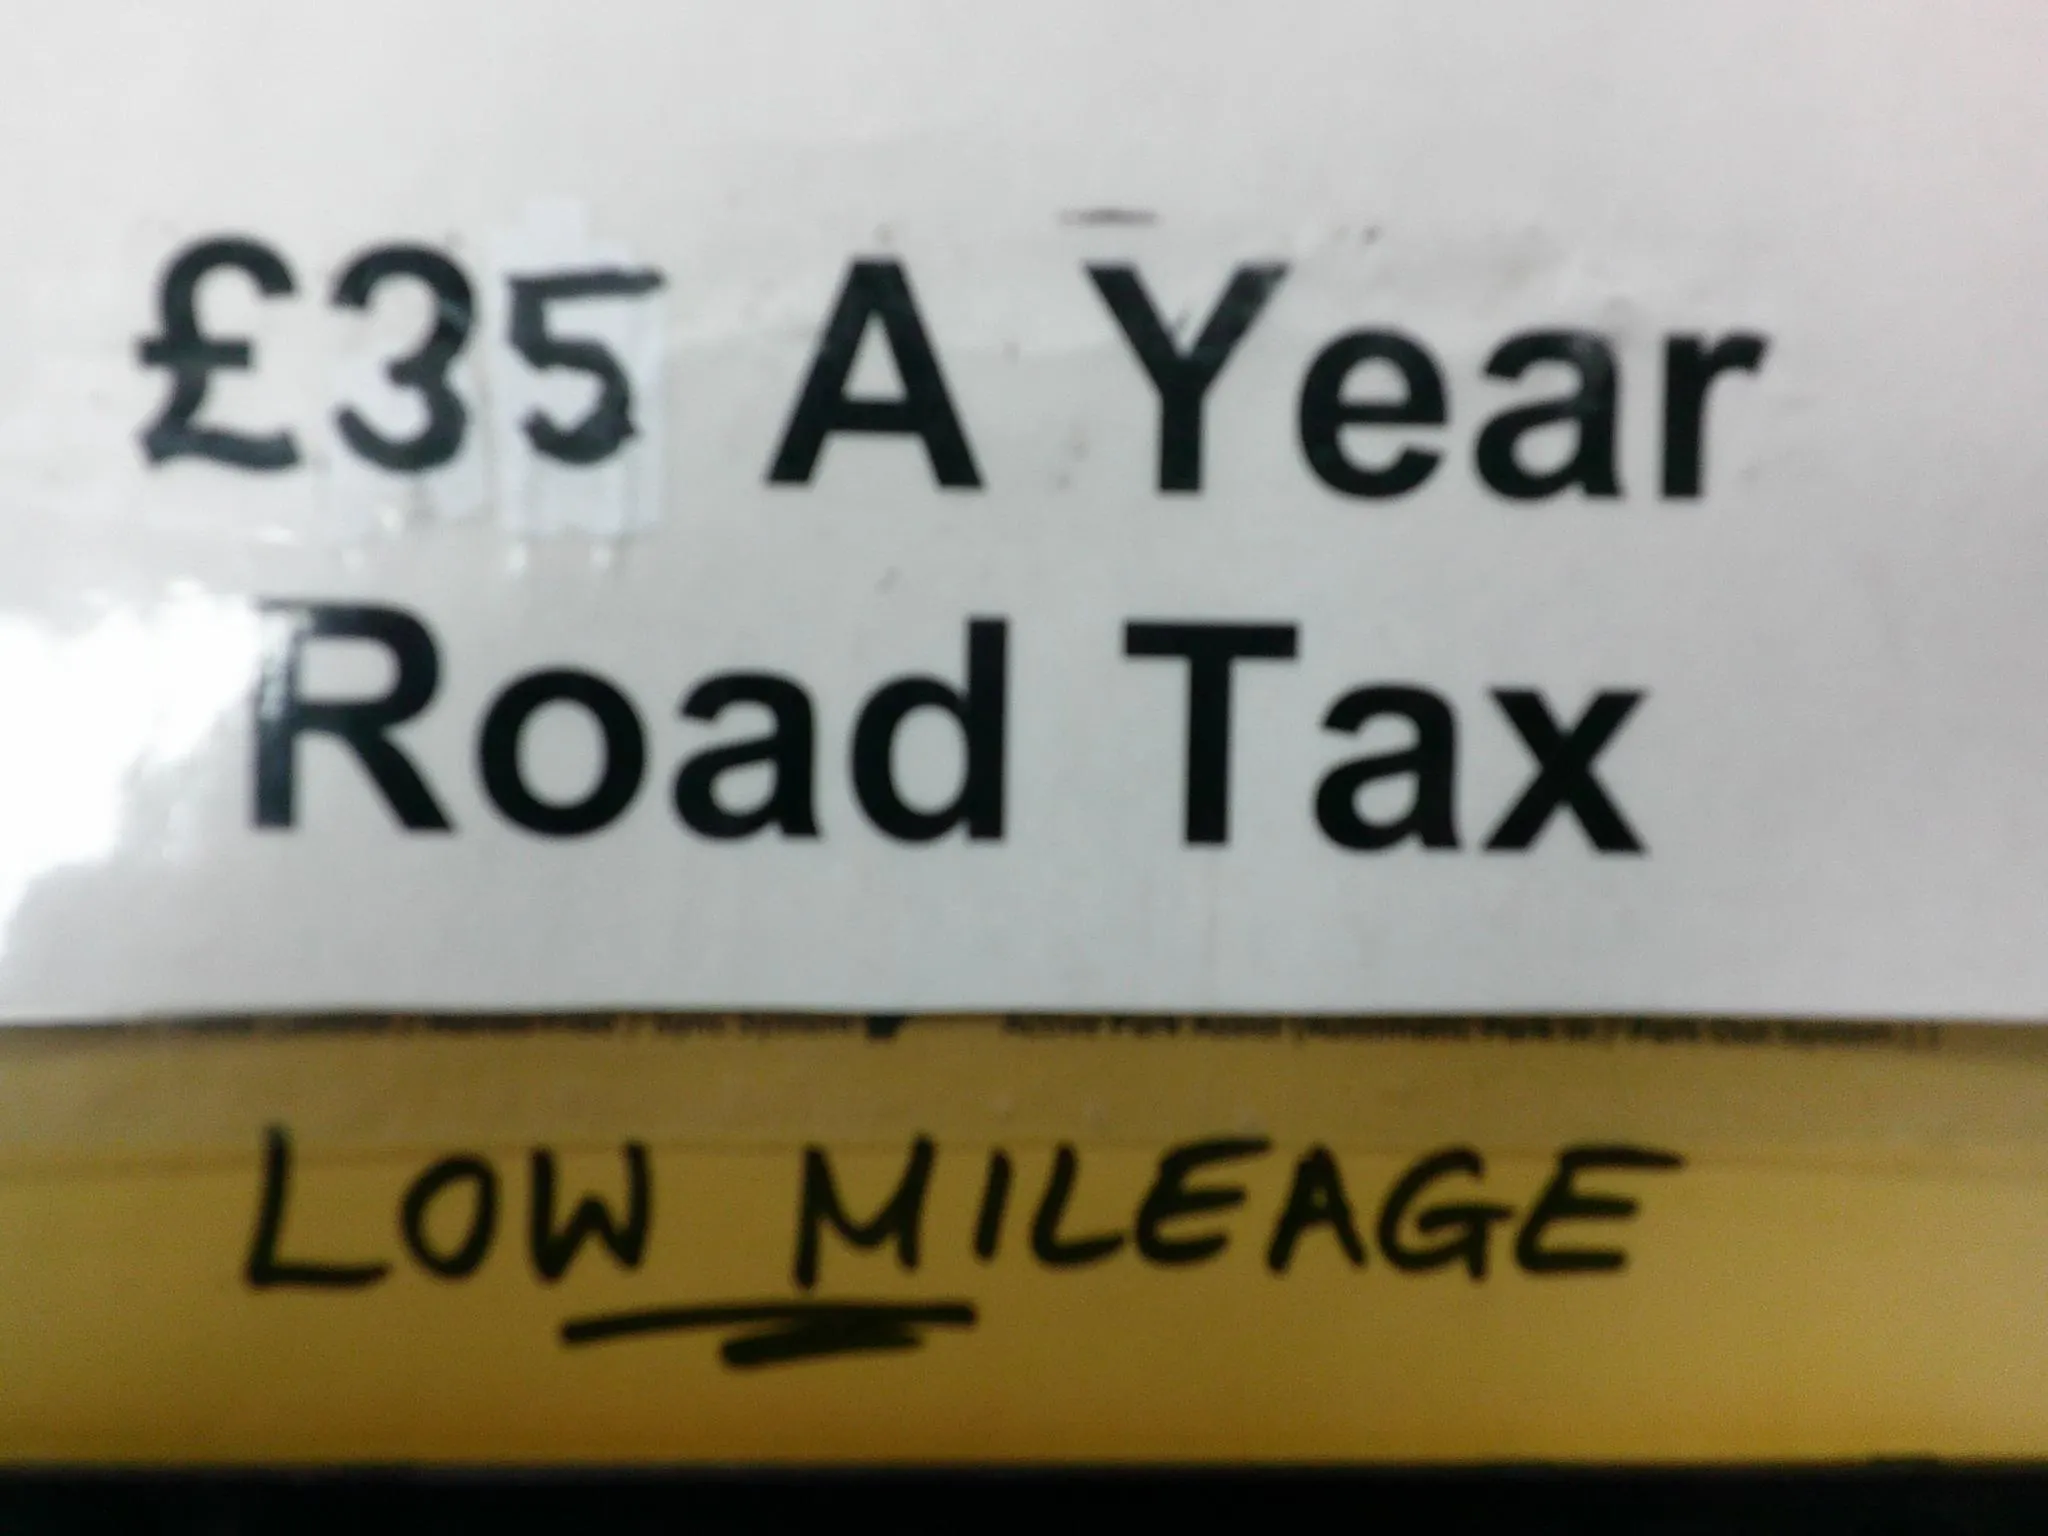 £35 A Year
Road Tax
LOW MILEAGE